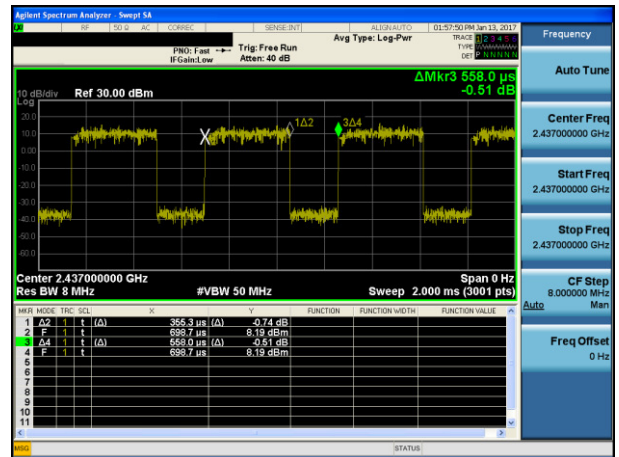 Agilent Spectrum Analyzer - Swept SA
RF 50 Ω AC CORREC SENSE:INT ALIGNAUTO 01:57:50 PM Jan 13, 2017
Avg Type: Log-Pwr TRACE 1 2 3 4 5 6
PNO: Fast Trig: Free Run TYPE
IFGain:Low Atten: 40 dB DET P N N N N N
ΔMkr3 558.0 µs
-0.51 dB
10 dB/div Ref 30.00 dBm
Log
20.0
10.0
0.00
-10.0
-20.0
-30.0
-40.0
-50.0
-60.0
X
1Δ2
3Δ4
Center 2.437000000 GHz Span 0 Hz
Res BW 8 MHz #VBW 50 MHz Sweep 2.000 ms (3001 pts)
MKR MODE TRC SCL X Y FUNCTION FUNCTION WIDTH FUNCTION VALUE
1 Δ2 1 t (Δ) 355.3 µs (Δ) -0.74 dB
2 F 1 t 698.7 µs 8.19 dBm
3 Δ4 1 t (Δ) 558.0 µs (Δ) -0.51 dB
4 F 1 t 698.7 µs 8.19 dBm
5
6
7
8
9
10
11
MSG STATUS
Frequency
Auto Tune
Center Freq
2.437000000 GHz
Start Freq
2.437000000 GHz
Stop Freq
2.437000000 GHz
CF Step
8.000000 MHz
Auto Man
Freq Offset
0 Hz